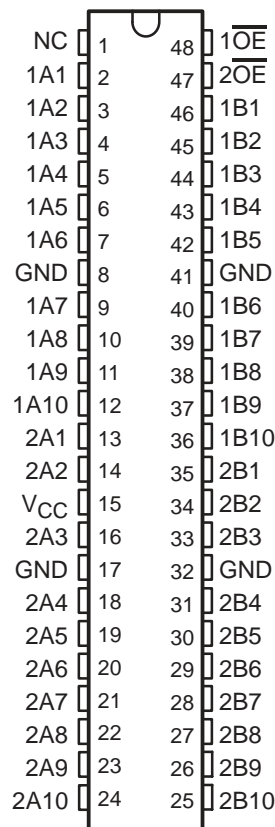 NC 1 48 1O̅E̅
1A1 2 47 2O̅E̅
1A2 3 46 1B1
1A3 4 45 1B2
1A4 5 44 1B3
1A5 6 43 1B4
1A6 7 42 1B5
GND 8 41 GND
1A7 9 40 1B6
1A8 10 39 1B7
1A9 11 38 1B8
1A10 12 37 1B9
2A1 13 36 1B10
2A2 14 35 2B1
VCC 15 34 2B2
2A3 16 33 2B3
GND 17 32 GND
2A4 18 31 2B4
2A5 19 30 2B5
2A6 20 29 2B6
2A7 21 28 2B7
2A8 22 27 2B8
2A9 23 26 2B9
2A10 24 25 2B10